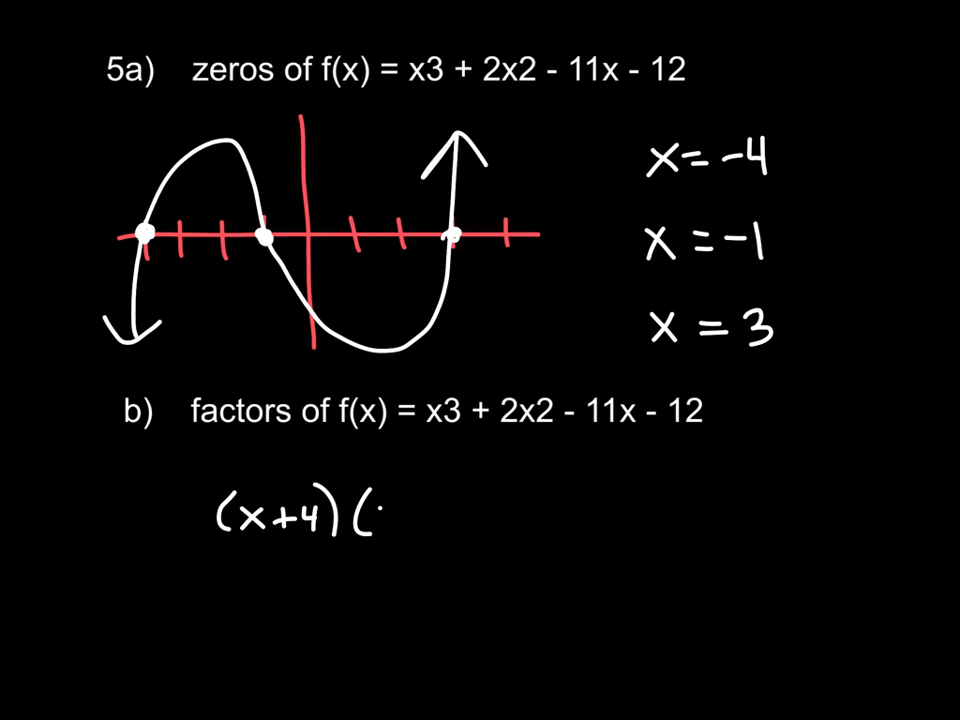 5a) zeros of f(x) = x3 + 2x2 - 11x - 12
x = -4
x = -1
x = 3
b) factors of f(x) = x3 + 2x2 - 11x - 12
(x+4)(